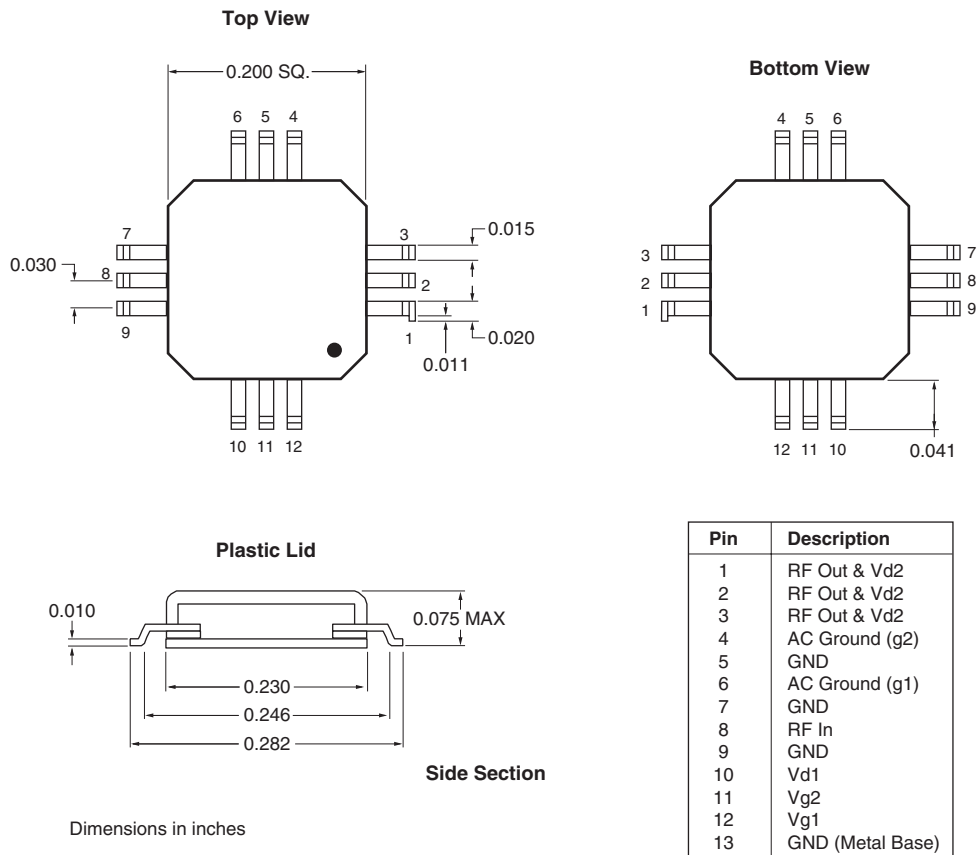 Top View
0.200 SQ.
6 5 4
7
8
9
0.030
3
2
1
0.015
0.020
0.011
10 11 12
Bottom View
4 5 6
3
2
1
7
8
9
12 11 10
0.041
Plastic Lid
0.010
0.075 MAX
0.230
0.246
0.282
Side Section
Dimensions in inches
Pin Description
1 RF Out & Vd2
2 RF Out & Vd2
3 RF Out & Vd2
4 AC Ground (g2)
5 GND
6 AC Ground (g1)
7 GND
8 RF In
9 GND
10 Vd1
11 Vg2
12 Vg1
13 GND (Metal Base)